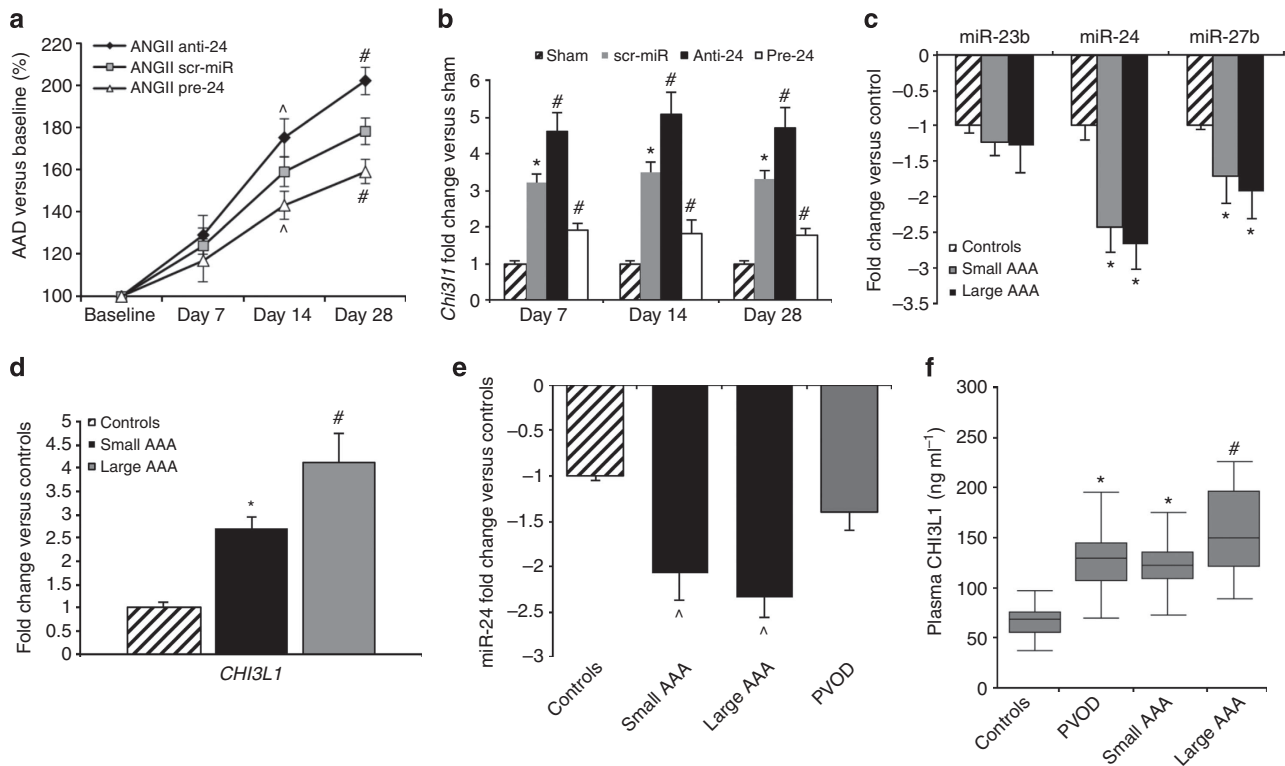 a
AAD versus baseline (%)
220
200
180
160
140
120
100
ANGII anti-24
ANGII scr-miR
ANGII pre-24
^
#
^
#
Baseline Day 7 Day 14 Day 28
b
Chi3l1 fold change versus sham
Sham scr-miR Anti-24 Pre-24
6
5
4
3
2
1
0
* # #
* # #
* # #
Day 7 Day 14 Day 28
c
miR-23b miR-24 miR-27b
Fold change versus control
0
–0.5
–1
–1.5
–2
–2.5
–3
–3.5
Controls
Small AAA
Large AAA
* *
* *
d
Fold change versus controls
5
4.5
4
3.5
3
2.5
2
1.5
1
0.5
0
Controls
Small AAA
Large AAA
*
#
CHI3L1
e
miR-24 fold change versus controls
0
–0.5
–1
–1.5
–2
–2.5
–3
^ ^
Controls
Small AAA
Large AAA
PVOD
f
Plasma CHI3L1 (ng ml–1)
300
250
200
150
100
50
0
* * #
Controls
PVOD
Small AAA
Large AAA